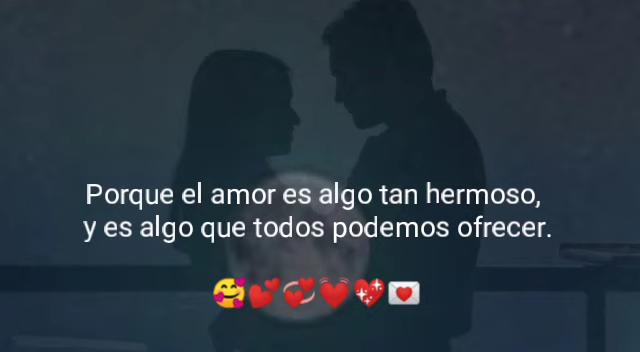 Porque el amor es algo tan hermoso,
y es algo que todos podemos ofrecer.
🥰💕💞💓💖💌